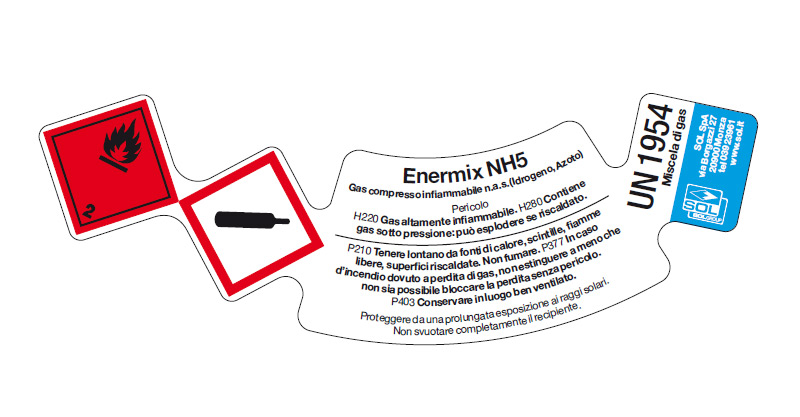 2
Enermix NH5
Gas compresso infiammabile n.a.s. (Idrogeno, Azoto)
Pericolo
H220 Gas altamente infiammabile. H280 Contiene
gas sotto pressione: può esplodere se riscaldato.
P210 Tenere lontano da fonti di calore, scintille, fiamme
libere, superfici riscaldate. Non fumare. P377 In caso
d'incendio dovuto a perdita di gas, non estinguere a meno che
non sia possibile bloccare la perdita senza pericolo.
P403 Conservare in luogo ben ventilato.
Proteggere da una prolungata esposizione ai raggi solari.
Non svuotare completamente il recipiente.
UN 1954
Miscela di gas
SOL SpA
via Borgazzi 27
20900 Monza
tel 039 23961
www.sol.it
SOL
SOLGROUP